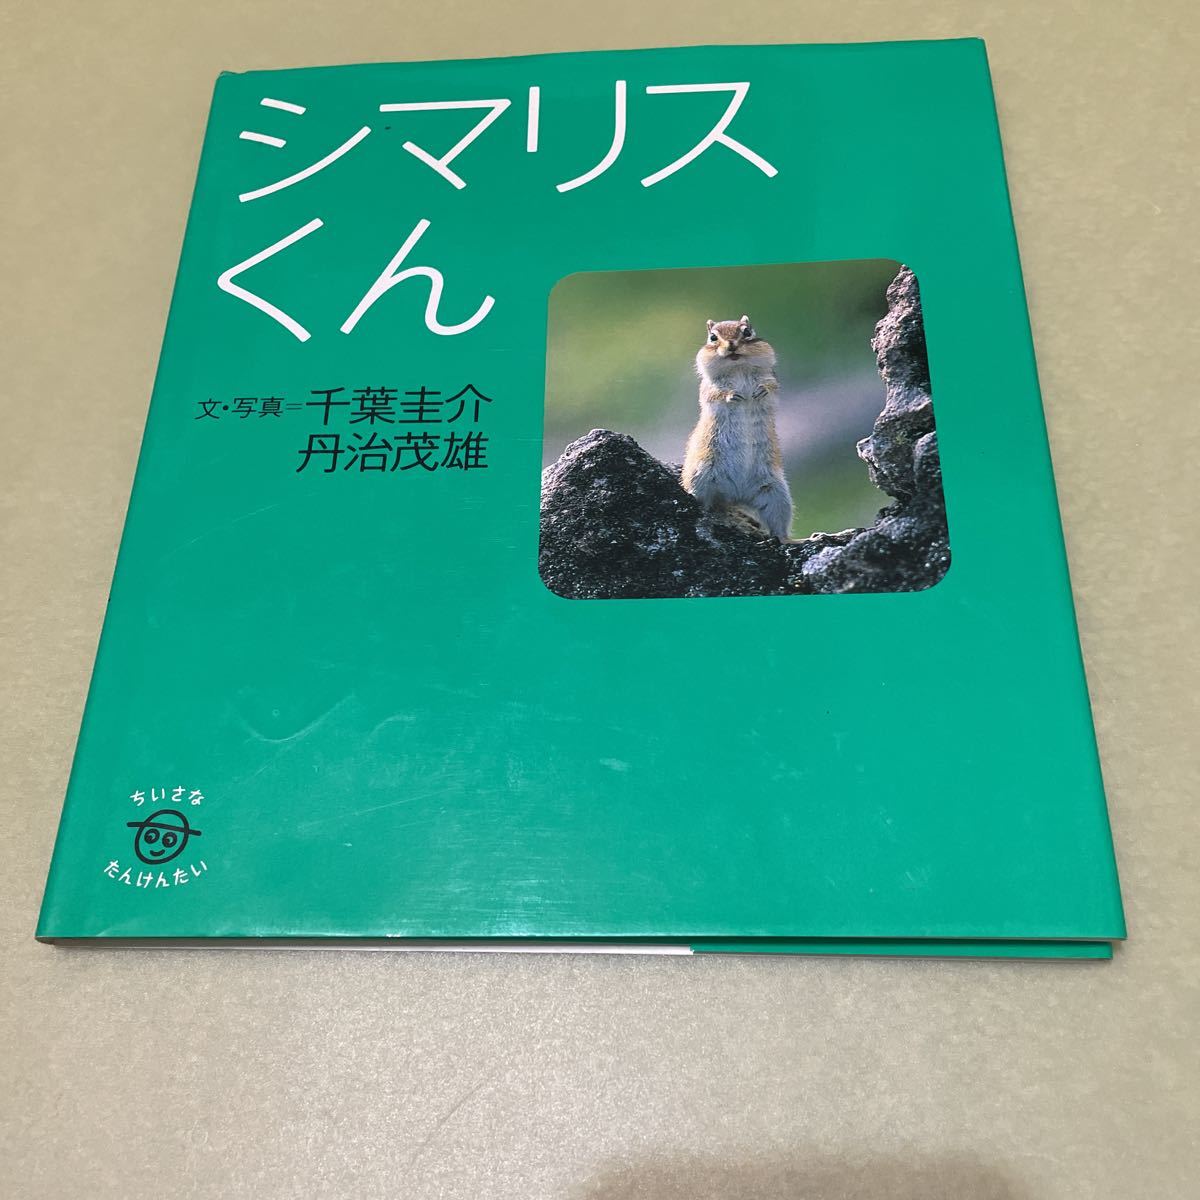 シマリス
くん
文・写真=千葉圭介
丹治茂雄
ちいさな
たんけんたい